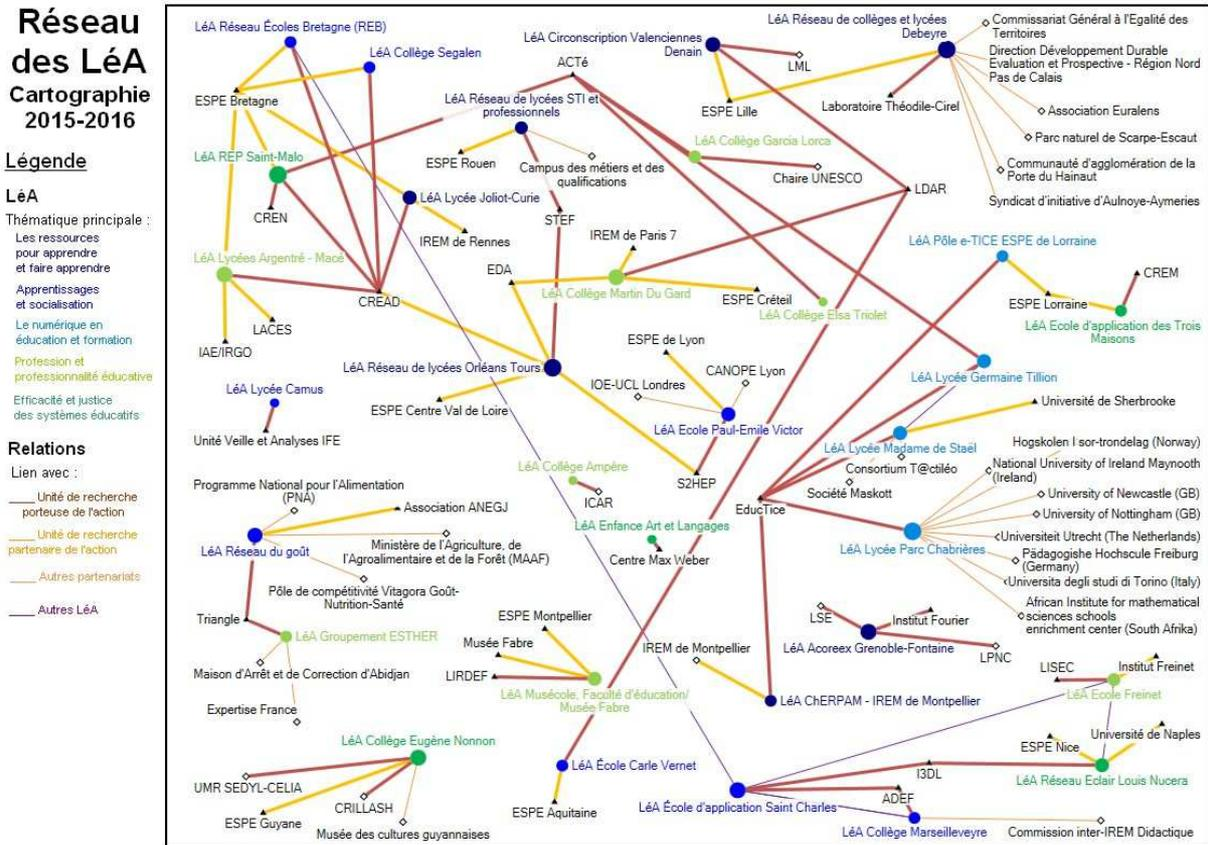 Réseau
des LéA
Cartographie
2015-2016
Légende
LéA
Thématique principale :
Les ressources
pour apprendre
et faire apprendre
Apprentissages
et socialisation
Le numérique en
éducation et formation
Profession et
professionnalité éducative
Efficacité et justice
des systèmes éducatifs
Relations
Lien avec :
Unité de recherche
porteuse de l'action
Unité de recherche
partenaire de l'action
Autres partenariats
Autres LéA
LéA Réseau Écoles Bretagne (REB)
LéA Collège Segalen
ESPE Bretagne
LéA REP Saint-Malo
CREN
LéA Lycée Joliot-Curie
IREM de Rennes
LéA Lycées Argentré - Macé
CREAD
LACES
IAE/IRGO
ACTé
LéA Réseau de lycées STI et
professionnels
ESPE Rouen
Campus des métiers et des
qualifications
STEF
LéA Circonscription Valenciennes
Denain
LML
ESPE Lille
LéA Réseau de collèges et lycées
Debeyre
Laboratoire Théodile-Cirel
Commissariat Général à l'Egalité des
Territoires
Direction Développement Durable
Evaluation et Prospective - Région Nord
Pas de Calais
Association Euralens
Parc naturel de Scarpe-Escaut
Communauté d'agglomération de la
Porte du Hainaut
Syndicat d'initiative d'Aulnoye-Aymeries
LéA Collège Garcia Lorca
Chaire UNESCO
LDAR
IREM de Paris 7
EDA
LéA Collège Martin Du Gard
ESPE Créteil
LéA Collège Elsa Triolet
LéA Pôle e-TICE ESPE de Lorraine
CREM
ESPE Lorraine
LéA Ecole d'application des Trois
Maisons
LéA Réseau de lycées Orléans Tours
ESPE Centre Val de Loire
ESPE de Lyon
IOE-UCL Londres
CANOPE Lyon
LéA Ecole Paul-Emile Victor
S2HEP
LéA Lycée Germaine Tillion
Université de Sherbrooke
LéA Lycée Madame de Staël
Consortium T@ctiléo
Société Maskott
LéA Lycée Camus
Unité Veille et Analyses IFE
LéA Collège Ampère
ICAR
EducTice
LéA Enfance Art et Langages
Centre Max Weber
Hogskolen I sor-trondelag (Norway)
National University of Ireland Maynooth
(Ireland)
University of Newcastle (GB)
University of Nottingham (GB)
Universiteit Utrecht (The Netherlands)
Pädagogishe Hochscule Freiburg
(Germany)
Universita degli studi di Torino (Italy)
African Institute for mathematical
sciences schools
enrichment center (South Afrika)
LéA Lycée Parc Chabrières
Programme National pour l'Alimentation
(PNA)
Association ANEGJ
LéA Réseau du goût
Ministère de l'Agriculture, de
l'Agroalimentaire et de la Forêt (MAAF)
Pôle de compétitivité Vitagora Goût-
Nutrition-Santé
Triangle
LéA Groupement ESTHER
Maison d'Arrêt et de Correction d'Abidjan
Expertise France
ESPE Montpellier
Musée Fabre
LIRDEF
LéA Musécole, Faculté d'éducation/
Musée Fabre
IREM de Montpellier
LéA ChERPAM - IREM de Montpellier
LSE
Institut Fourier
LéA Acoreex Grenoble-Fontaine
LPNC
LISEC
Institut Freinet
LéA Ecole Freinet
Université de Naples
ESPE Nice
LéA Réseau Eclair Louis Nucera
LéA Collège Eugène Nonnon
UMR SEDYL-CELIA
ESPE Guyane
CRILLASH
Musée des cultures guyannaises
LéA École Carle Vernet
ESPE Aquitaine
LéA École d'application Saint Charles
I3DL
ADEF
LéA Collège Marseilleveyre
Commission inter-IREM Didactique